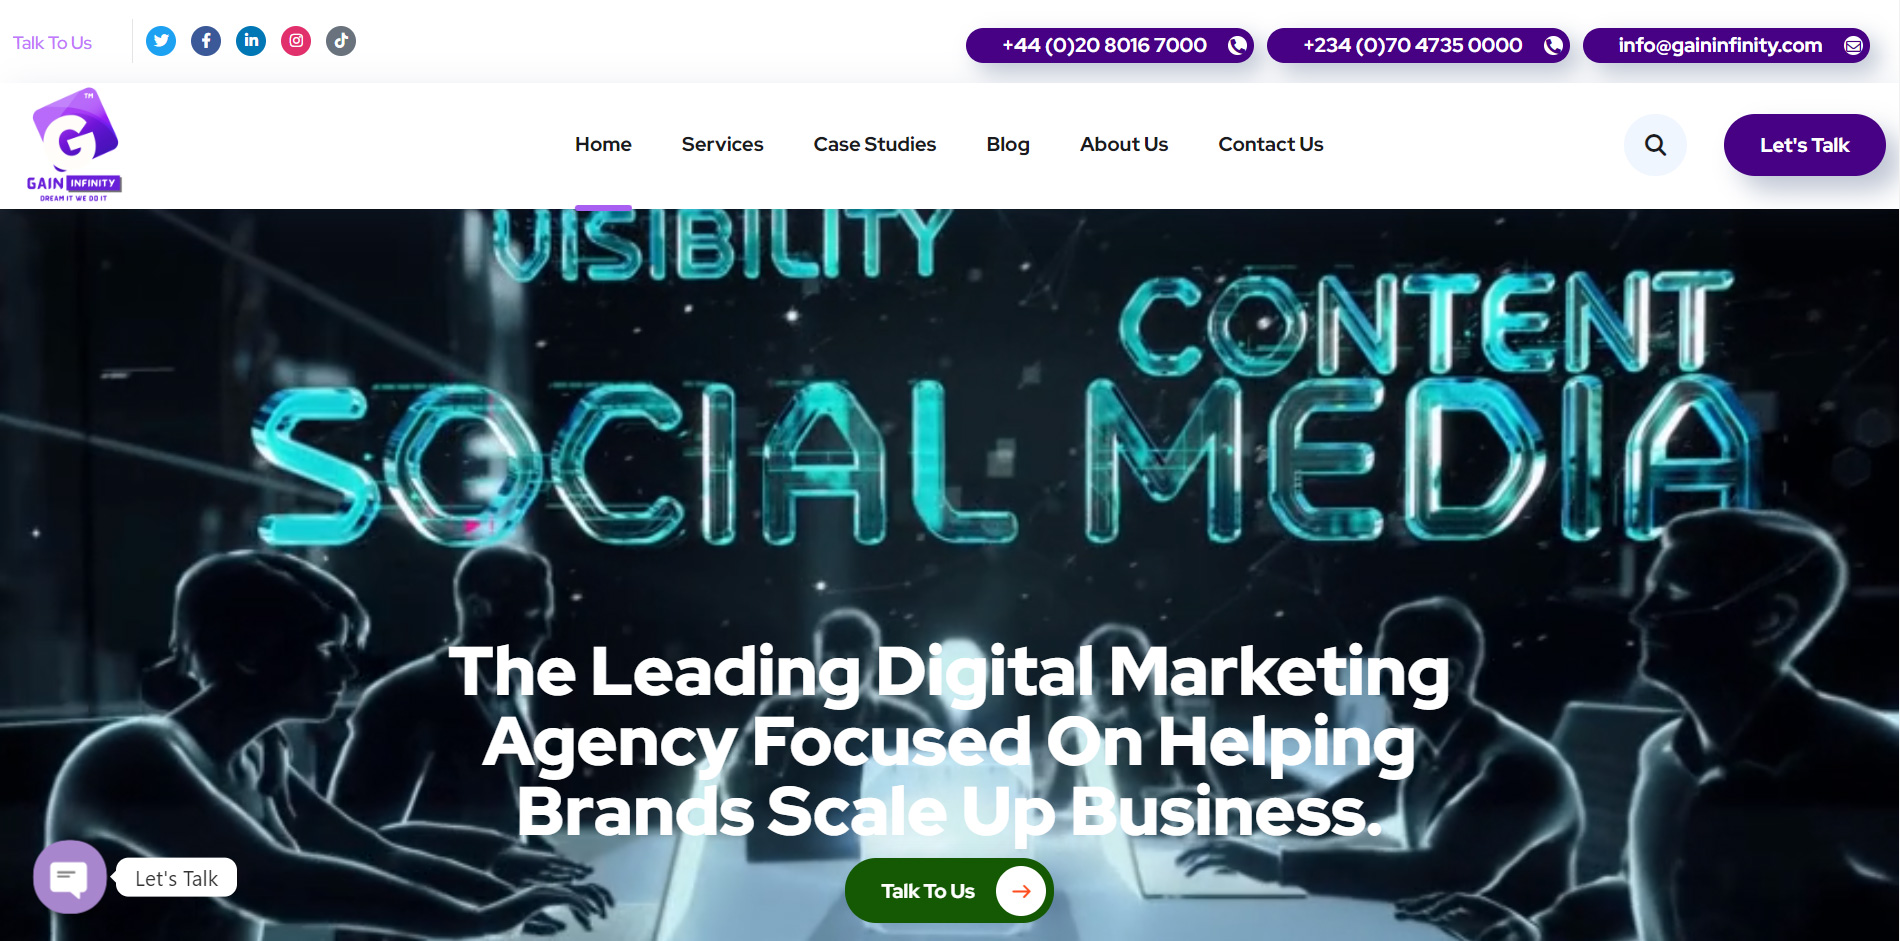 Talk To Us
+44 (0)20 8016 7000
+234 (0)70 4735 0000
info@gaininfinity.com
TM
G
GAIN INFINITY
DREAM IT WE DO IT
Home
Services
Case Studies
Blog
About Us
Contact Us
Let's Talk
VISIBILITY
CONTENT
SOCIAL MEDIA
The Leading Digital Marketing
Agency Focused On Helping
Brands Scale Up Business.
Talk To Us
Let's Talk